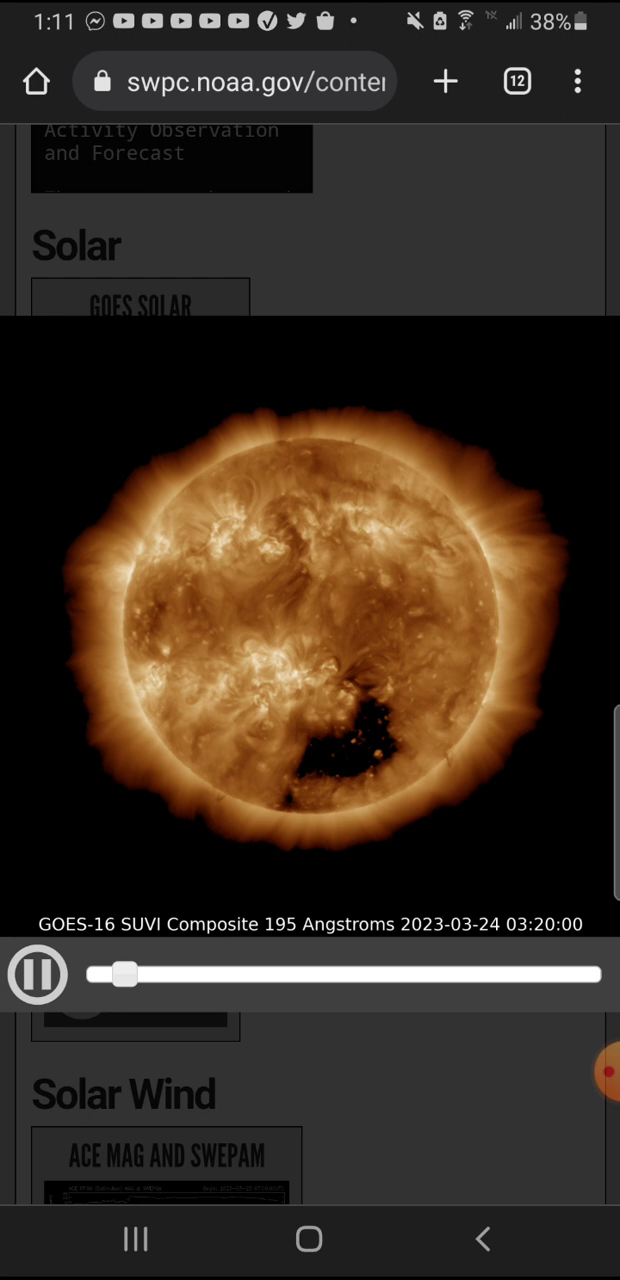 1:11
38%
swpc.noaa.gov/conter
12
Activity Observation
and Forecast
Solar
GOES SOLAR
GOES-16 SUVI Composite 195 Angstroms 2023-03-24 03:20:00
Solar Wind
ACE MAG AND SWEPAM